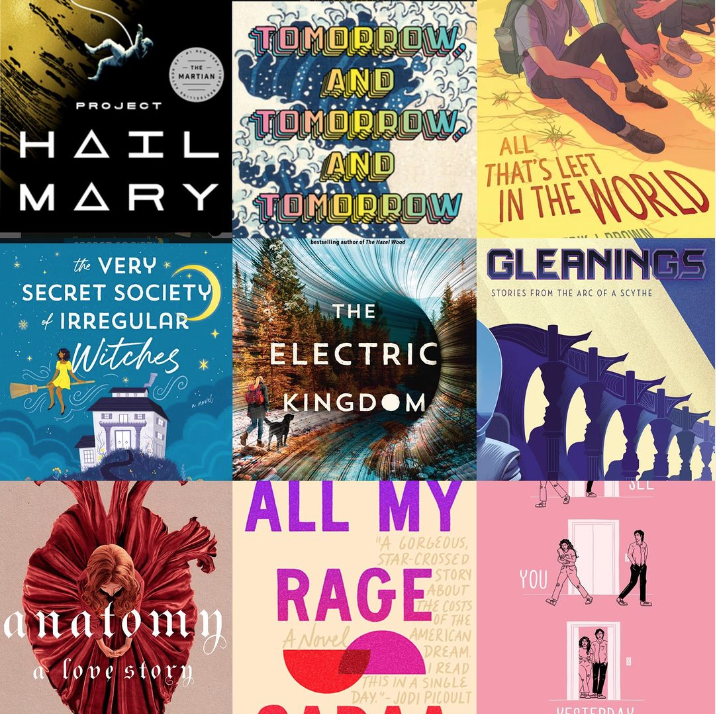 THE
MARTIAN
PROJECT
HAIL
MARY
TOMORROW,
AND
TOMORROW,
AND
TOMORROW
ALL
THAT'S LEFT
IN THE WORLD
the VERY
SECRET SOCIETY
of IRREGULAR
Witches
a novel
bestselling author of The Hazel Wood
THE
ELECTRIC
KINGDOM
GLEANINGS
STORIES FROM THE ARC OF A SCYTHE
anatomy
a love story
ALL MY
RAGE
A Novel
"A GORGEOUS,
STAR-CROSSED
STORY
ABOUT
THE COSTS
OF THE
AMERICAN
DREAM.
I READ
THIS IN A SINGLE
DAY." - JODI PICOULT
SEE
YOU
YESTERDAY